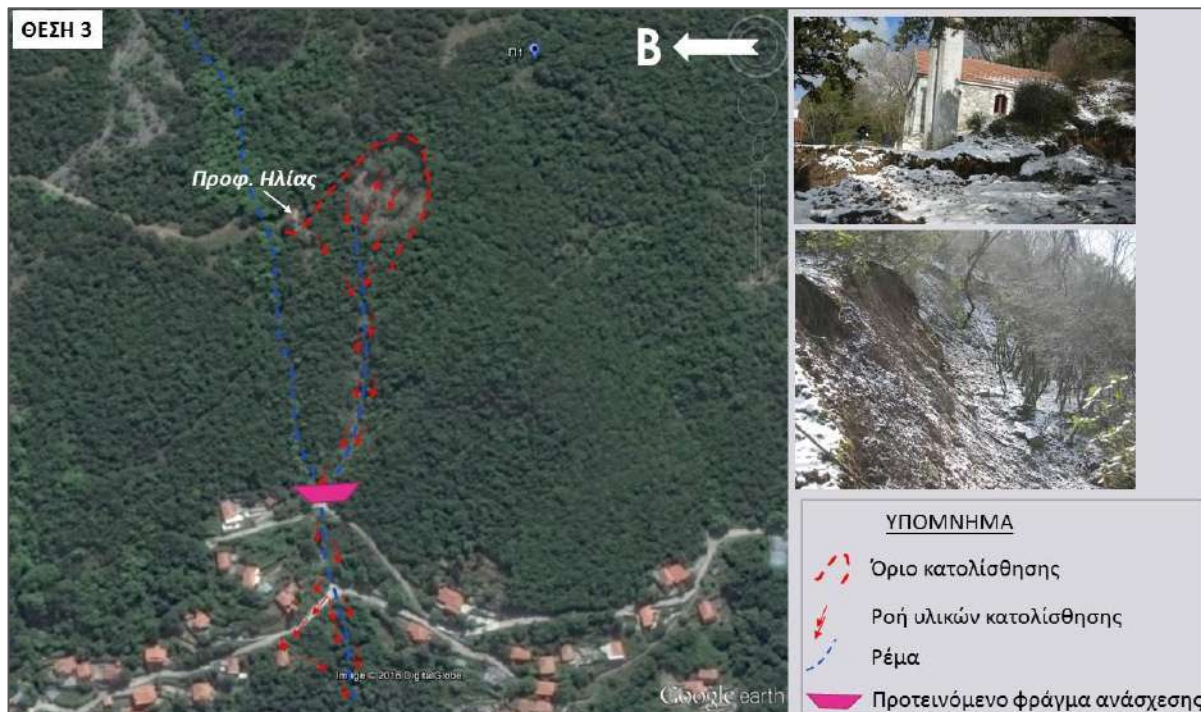 ΘΕΣΗ 3
Π1
Β
Προφ. Ηλίας
Image © 2016 DigitalGlobe
Google earth
ΥΠΟΜΝΗΜΑ
Όριο κατολίσθησης
Ροή υλικών κατολίσθησης
Ρέμα
Προτεινόμενο φράγμα ανάσχεσης